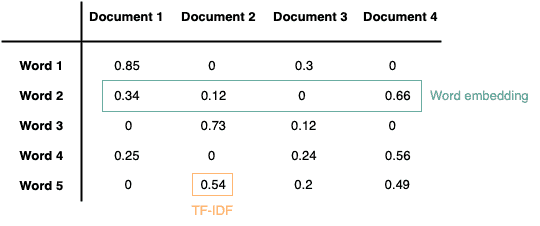 Document 1 Document 2 Document 3 Document 4
Word 1 0.85 0 0.3 0
Word 2 0.34 0.12 0 0.66 Word embedding
Word 3 0 0.73 0.12 0
Word 4 0.25 0 0.24 0.56
Word 5 0 0.54 0.2 0.49
TF-IDF